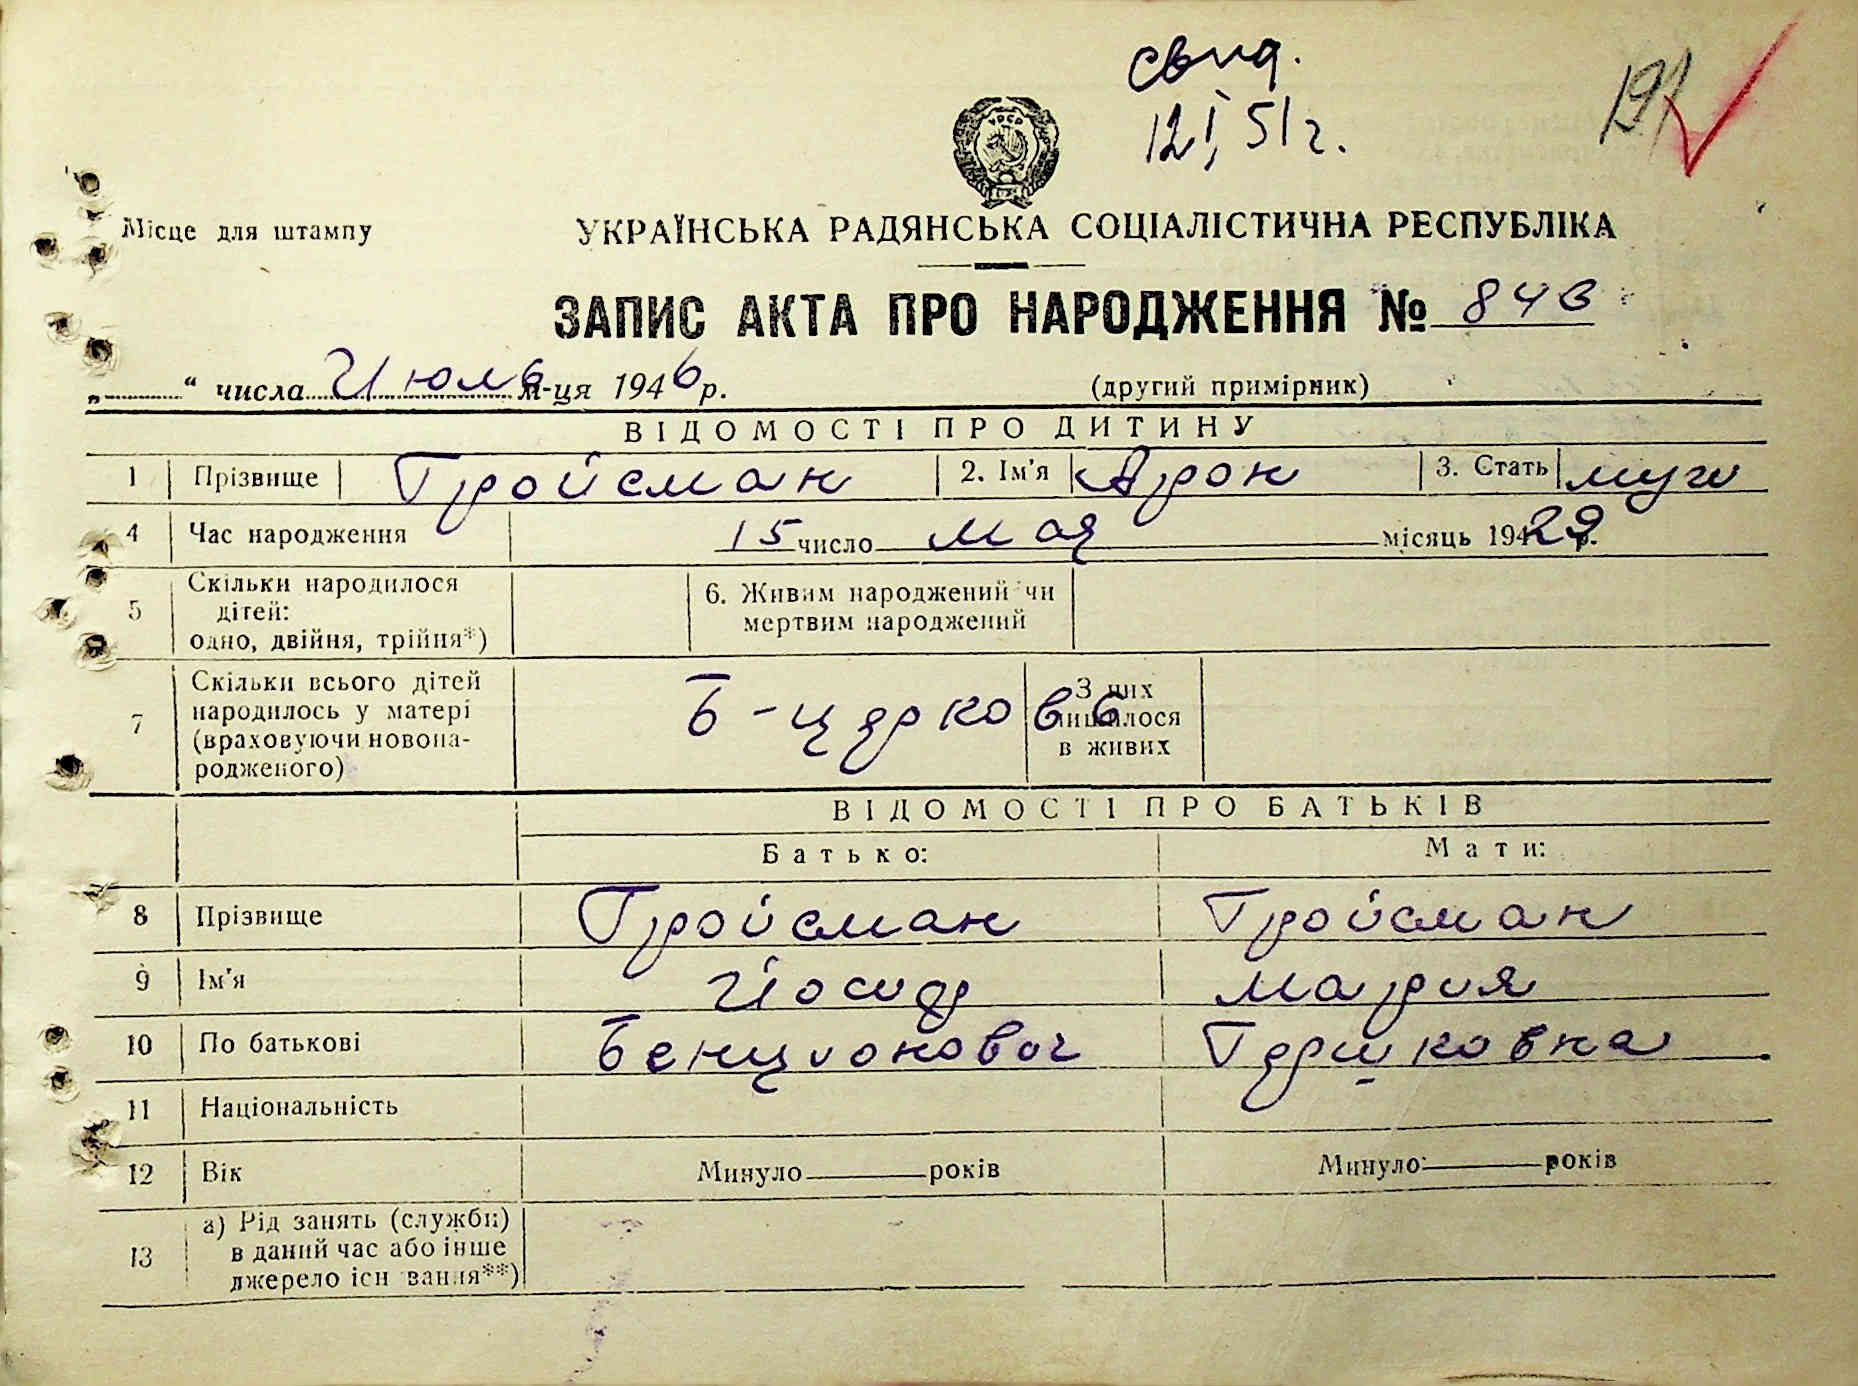 свид.
12 I, 51 г.
191
УРСР
Місце для штампу
УКРАЇНСЬКА РАДЯНСЬКА СОЦІАЛІСТИЧНА РЕСПУБЛІКА
ЗАПИС АКТА ПРО НАРОДЖЕННЯ № 843
„ “ числа Июль м-ця 1946 р.
(другий примірник)
ВІДОМОСТІ ПРО ДИТИНУ
1 Прізвище Гройсман 2. Ім'я Арон 3. Стать муж
4 Час народження 15 число мая місяць 1929 р.
5 Скільки народилося дітей: одно, двійня, трійня*) 6. Живим народжений чи мертвим народжений
7 Скільки всього дітей народилось у матері (враховуючи новонародженого) Б-церковь З них лишилося в живих
ВІДОМОСТІ ПРО БАТЬКІВ
Батько: Мати:
8 Прізвище Гройсман Гройсман
9 Ім'я Йосиф Мария
10 По батькові Бенционович Гершковна
11 Національність
12 Вік Минуло років Минуло років
13 а) Рід занять (служби) в даний час або інше джерело існування**)